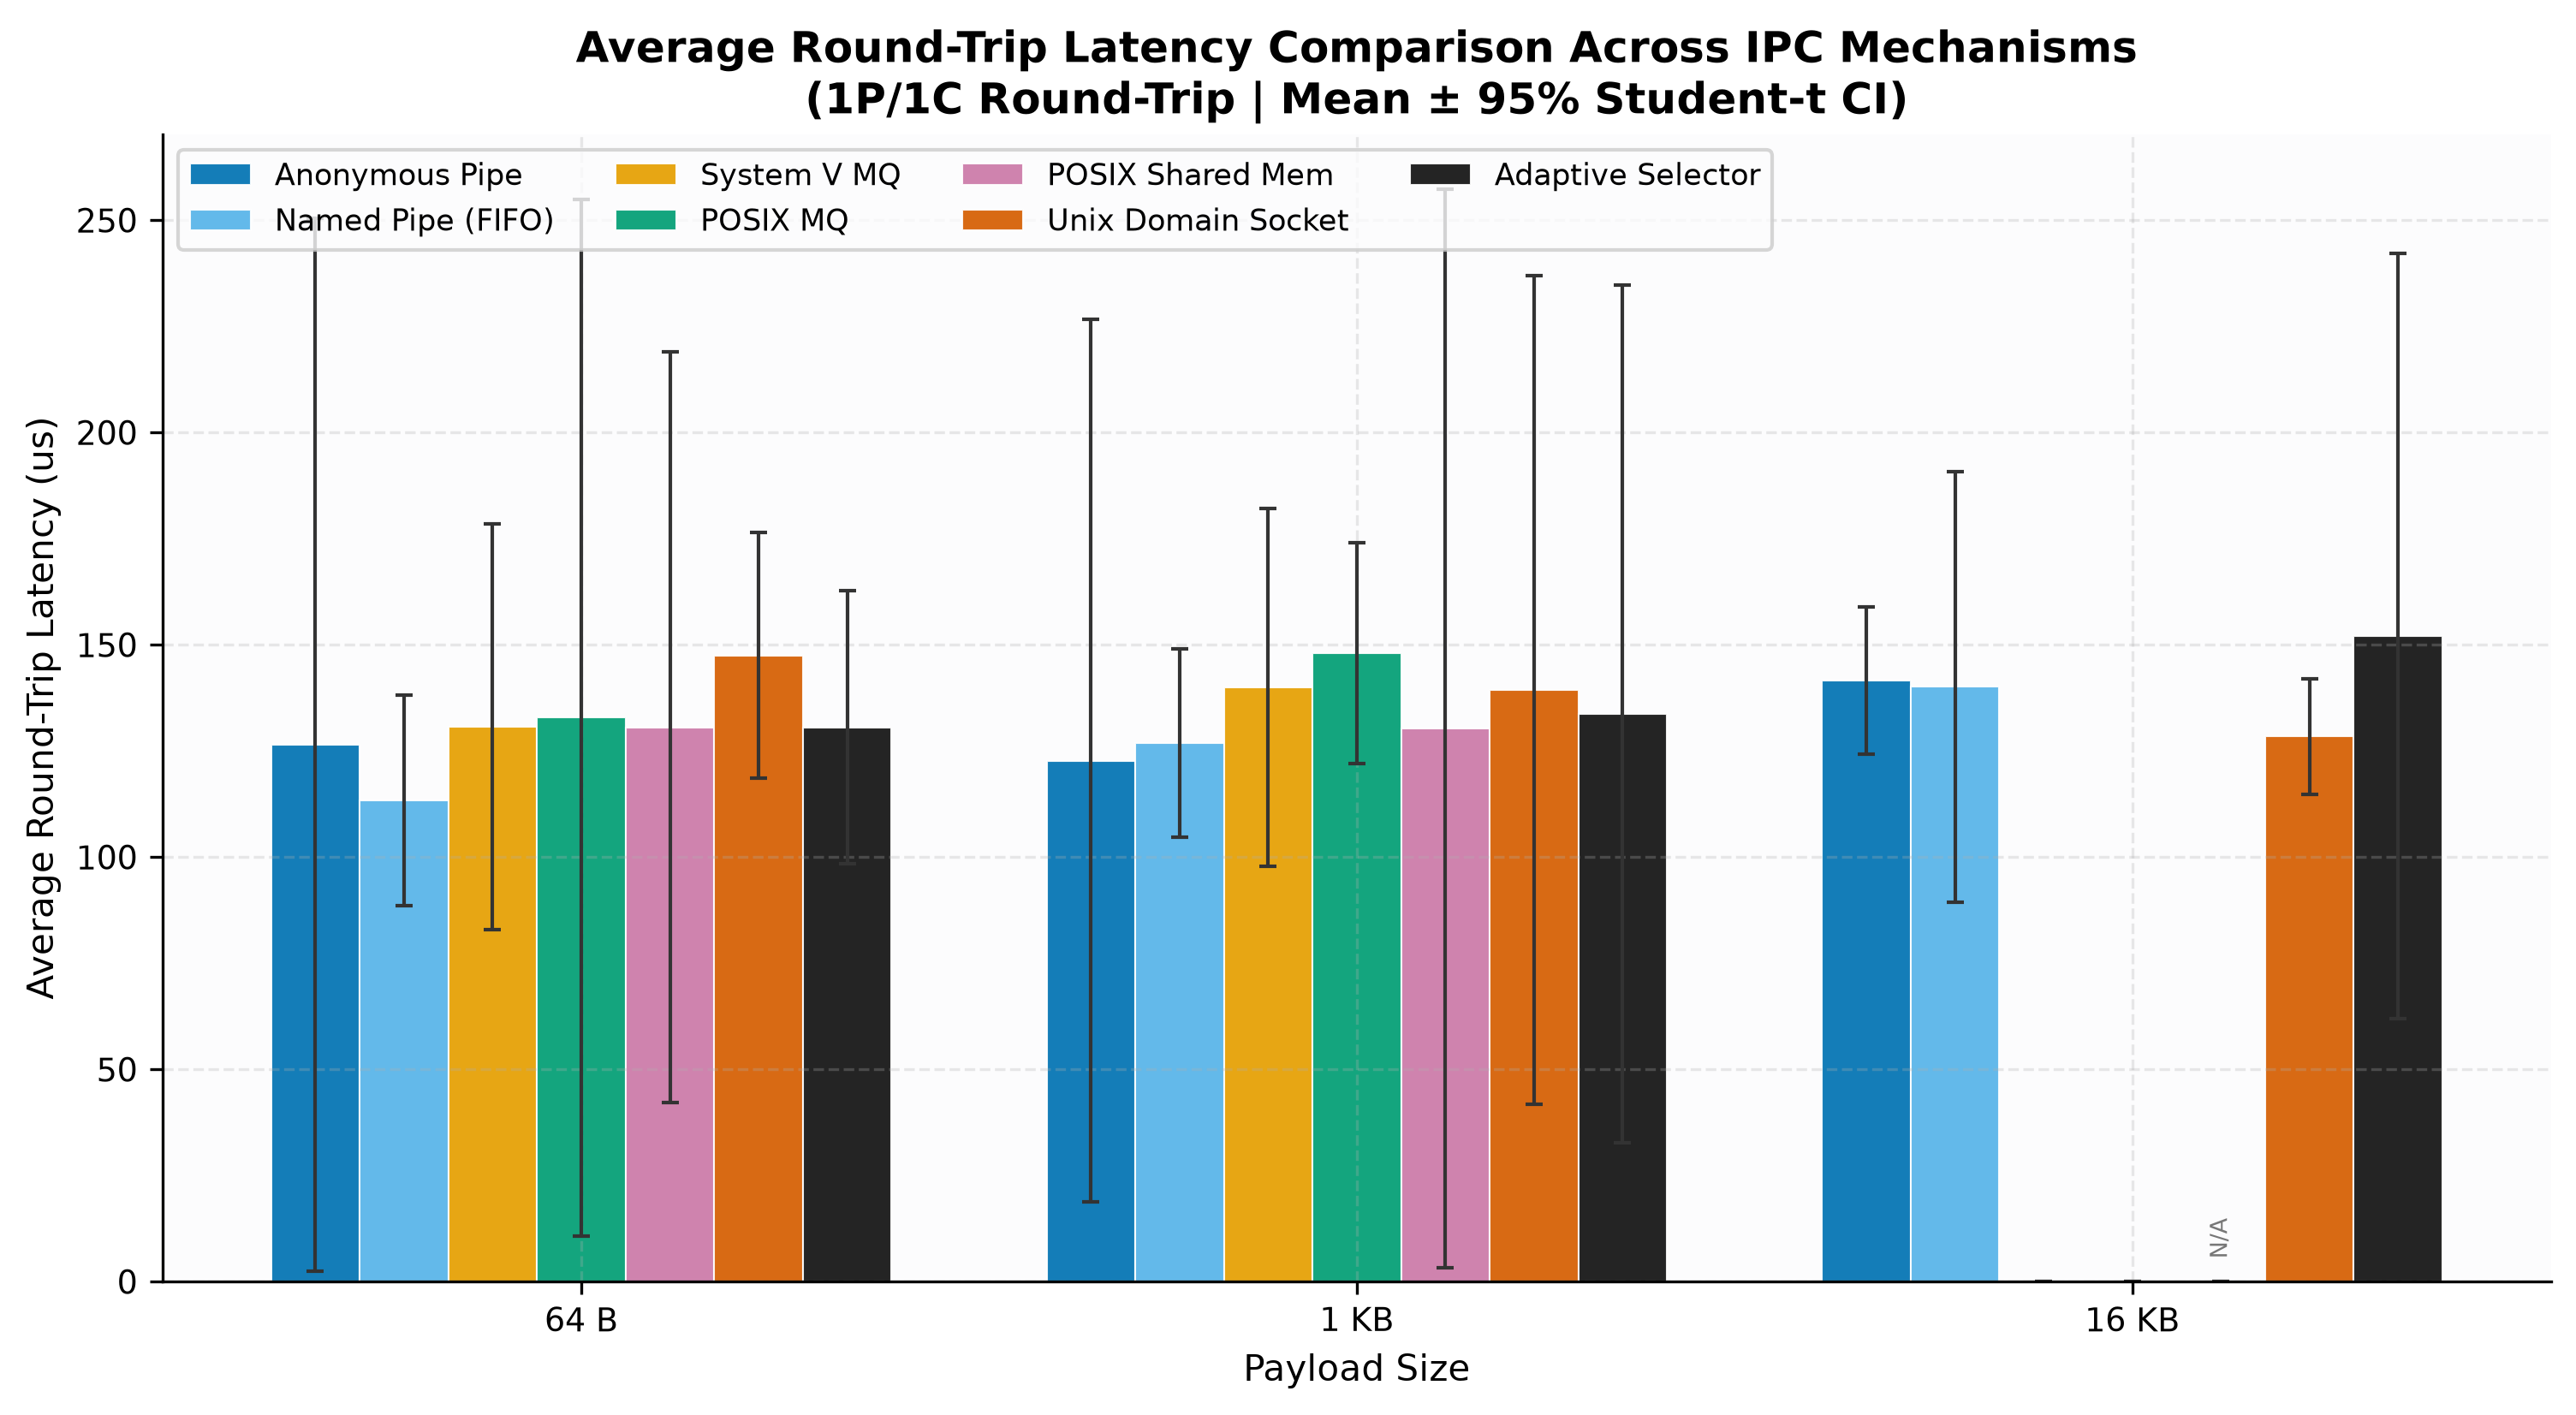 Average Round-Trip Latency Comparison Across IPC Mechanisms
(1P/1C Round-Trip | Mean ± 95% Student-t CI)
Anonymous Pipe
Named Pipe (FIFO)
System V MQ
POSIX MQ
POSIX Shared Mem
Unix Domain Socket
Adaptive Selector
Average Round-Trip Latency (us)
250
200
150
100
50
0
N/A
64 B
1 KB
16 KB
Payload Size